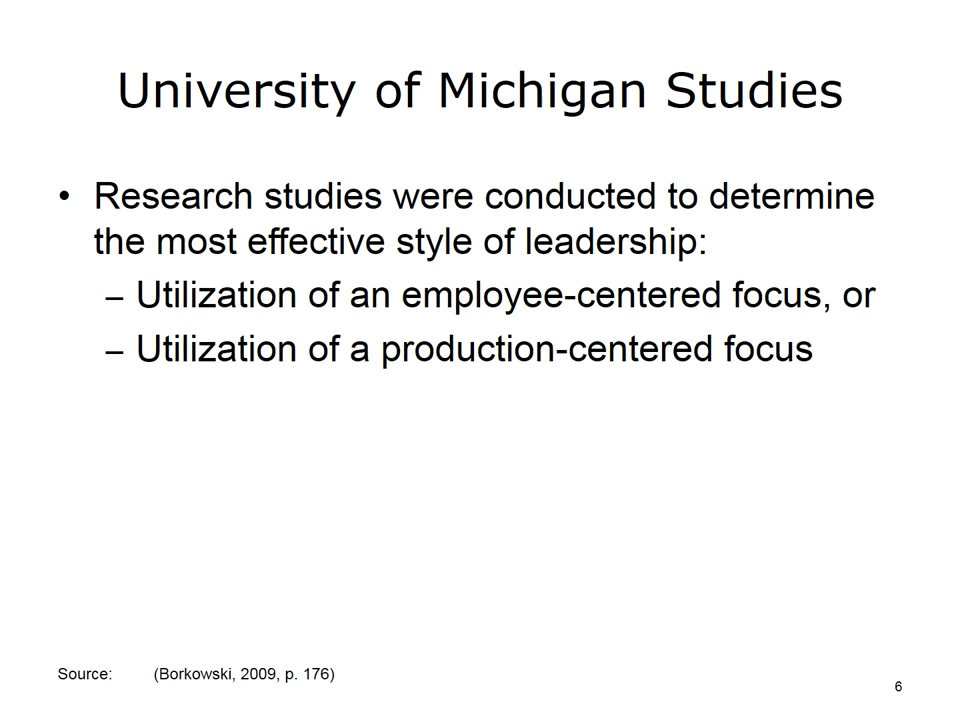 University of Michigan Studies
• Research studies were conducted to determine
the most effective style of leadership:
– Utilization of an employee-centered focus, or
– Utilization of a production-centered focus
Source: (Borkowski, 2009, p. 176)
6